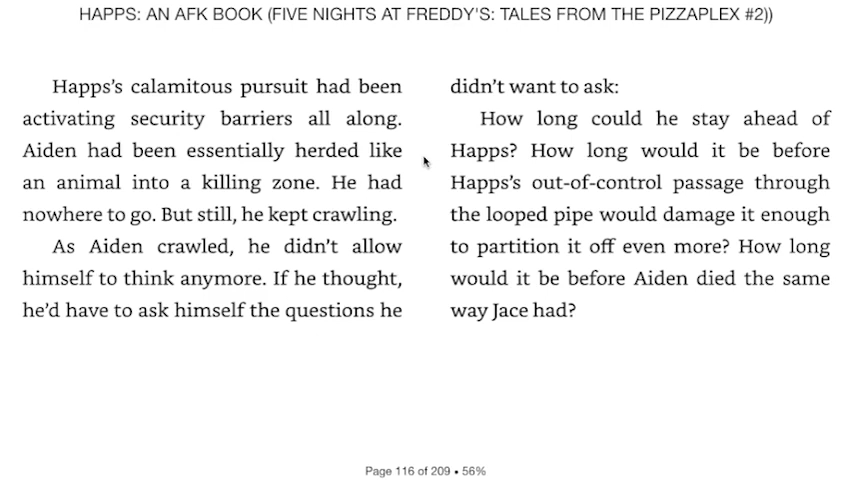 HAPPS: AN AFK BOOK (FIVE NIGHTS AT FREDDY'S: TALES FROM THE PIZZAPLEX #2))
Happs’s calamitous pursuit had been
activating security barriers all along.
Aiden had been essentially herded like
an animal into a killing zone. He had
nowhere to go. But still, he kept crawling.
As Aiden crawled, he didn’t allow
himself to think anymore. If he thought,
he’d have to ask himself the questions he
didn’t want to ask:
How long could he stay ahead of
Happs? How long would it be before
Happs’s out-of-control passage through
the looped pipe would damage it enough
to partition it off even more? How long
would it be before Aiden died the same
way Jace had?
Page 116 of 209 • 56%